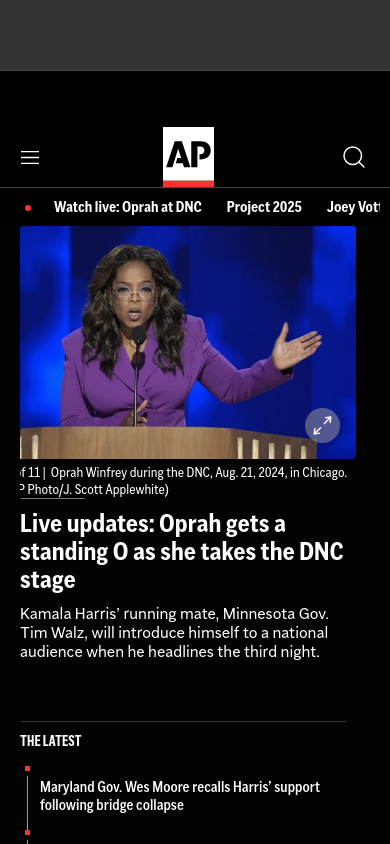 AP
Watch live: Oprah at DNC Project 2025 Joey Vot
of 11 | Oprah Winfrey during the DNC, Aug. 21, 2024, in Chicago.
P Photo/J. Scott Applewhite)
Live updates: Oprah gets a
standing O as she takes the DNC
stage
Kamala Harris’ running mate, Minnesota Gov.
Tim Walz, will introduce himself to a national
audience when he headlines the third night.
THE LATEST
Maryland Gov. Wes Moore recalls Harris’ support
following bridge collapse